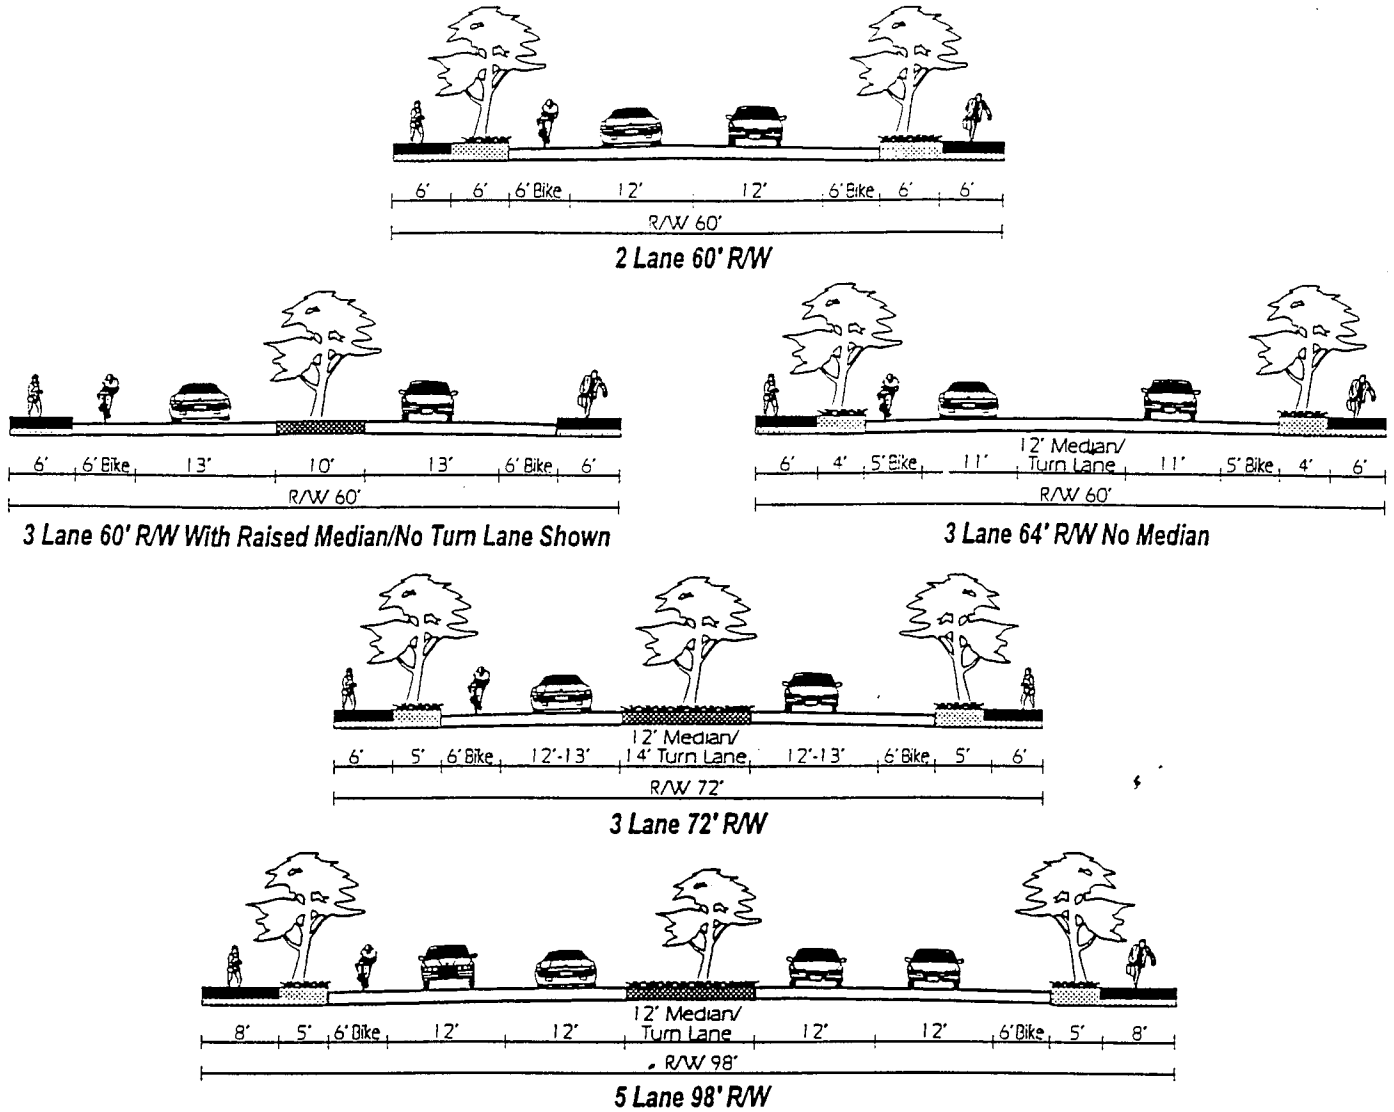 6' 6' 6' Bike 12' 12' 6' Bike 6' 6'
R/W 60'
2 Lane 60' R/W
6' 6' Bike 13' 10' 13' 6' Bike 6'
R/W 60'
3 Lane 60' R/W With Raised Median/No Turn Lane Shown
12' Median/
6' 4' 5' Bike 11' Turn Lane 11' 5' Bike 4' 6'
R/W 60'
3 Lane 64' R/W No Median
12' Median/
6' 5' 6' Bike 12'-13' 14' Turn Lane 12'-13' 6' Bike 5' 6'
R/W 72'
3 Lane 72' R/W
12' Median/
8' 5' 6' Bike 12' 12' Turn Lane 12' 12' 6' Bike 5' 8'
R/W 98'
5 Lane 98' R/W